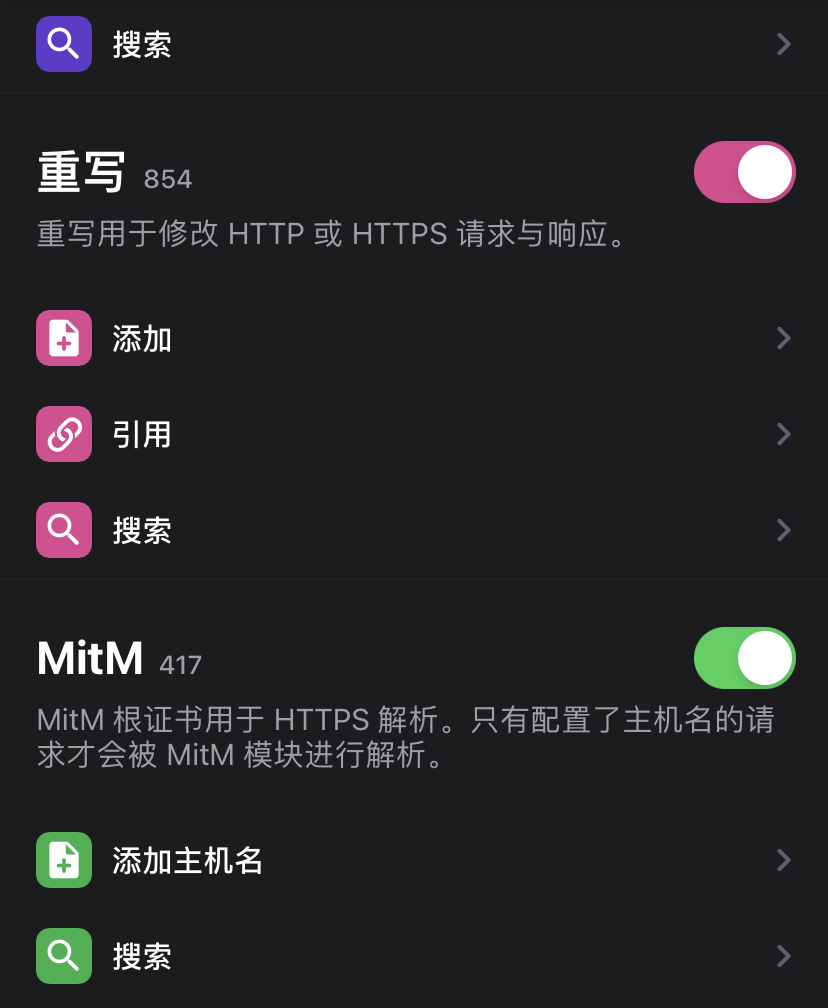 搜索
重写 854
重写用于修改 HTTP 或 HTTPS 请求与响应。
添加
引用
搜索
MitM 417
MitM 根证书用于 HTTPS 解析。只有配置了主机名的请
求才会被 MitM 模块进行解析。
添加主机名
搜索